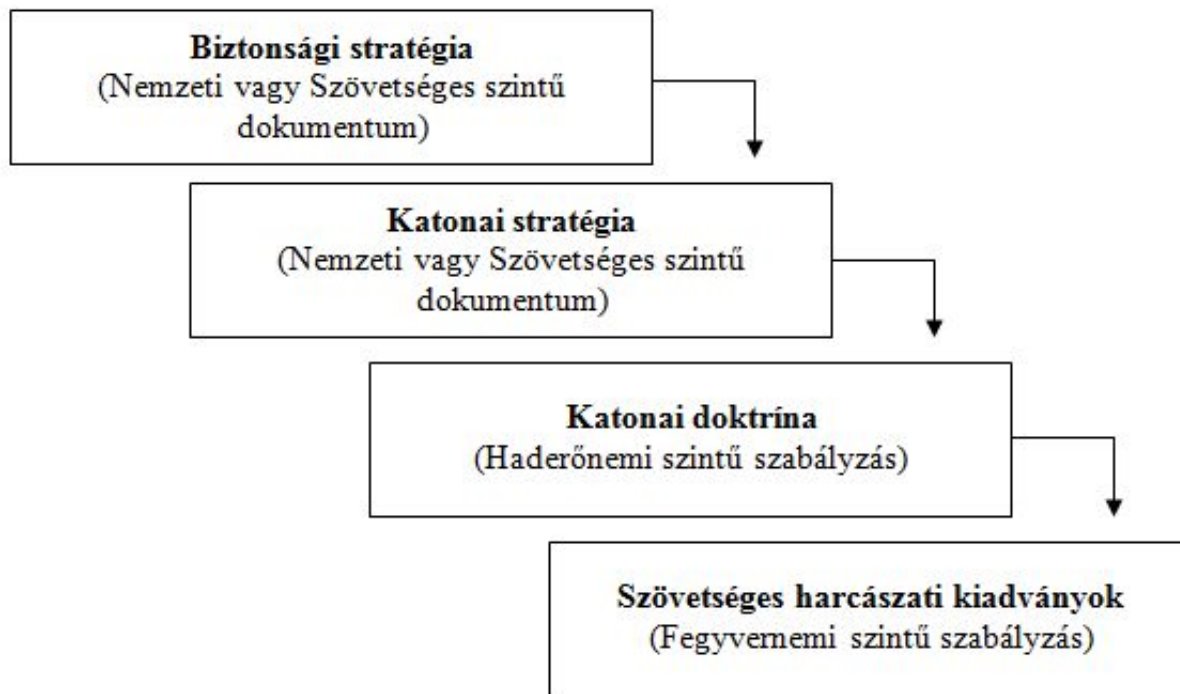 Biztonsági stratégia
(Nemzeti vagy Szövetséges szintű
dokumentum)
Katonai stratégia
(Nemzeti vagy Szövetséges szintű
dokumentum)
Katonai doktrína
(Haderőnemi szintű szabályzás)
Szövetséges harcászati kiadványok
(Fegyvernemi szintű szabályzás)